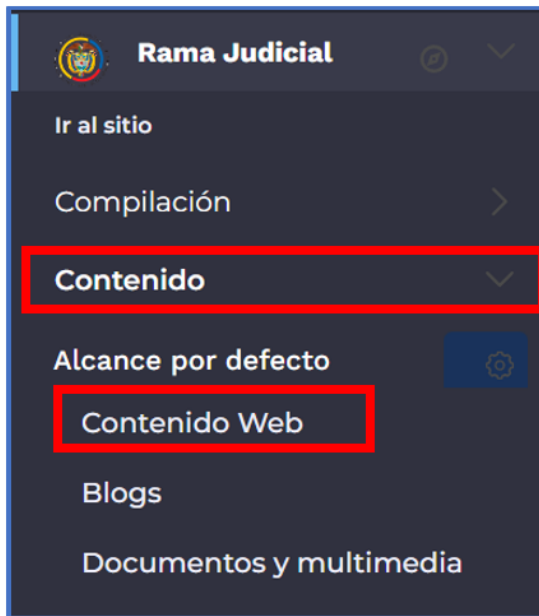 Rama Judicial
Ir al sitio
Compilación
Contenido
Alcance por defecto
Contenido Web
Blogs
Documentos y multimedia